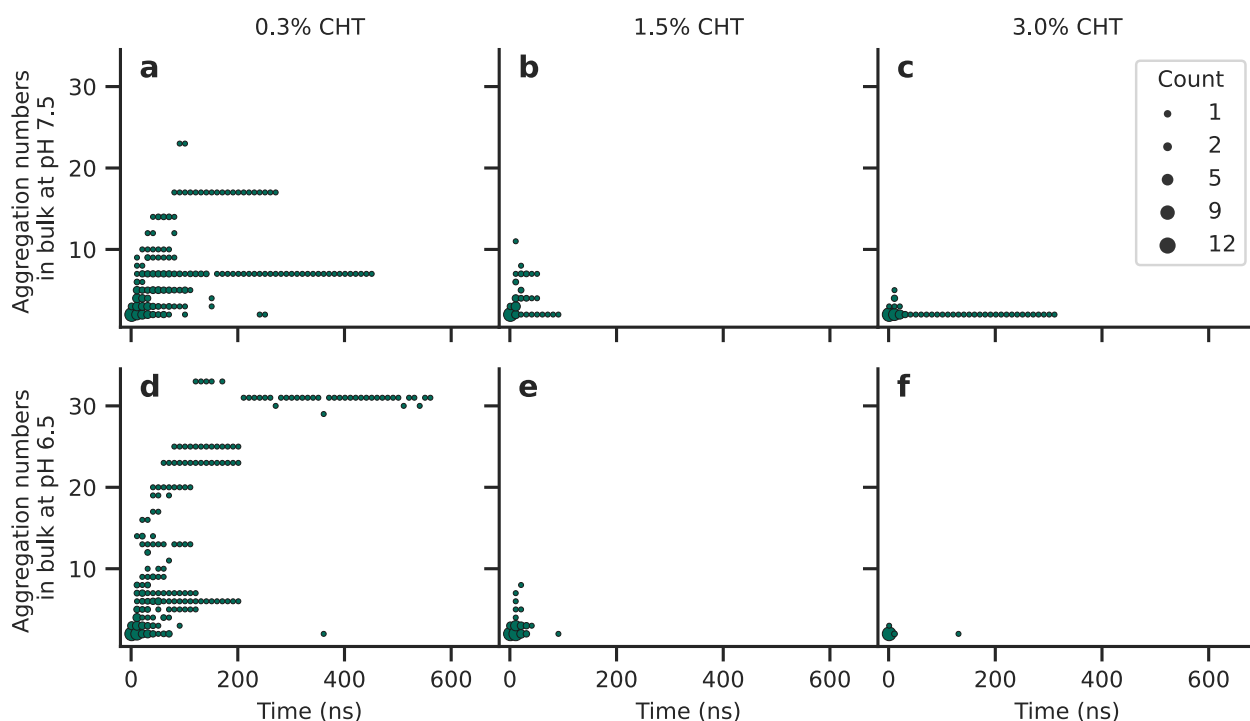 0.3% CHT
1.5% CHT
3.0% CHT
Aggregation numbers
in bulk at pH 7.5
30
20
10
a
b
c
Count
1
2
5
9
12
Aggregation numbers
in bulk at pH 6.5
30
20
10
d
e
f
0 200 400 600
0 200 400 600
0 200 400 600
Time (ns)
Time (ns)
Time (ns)